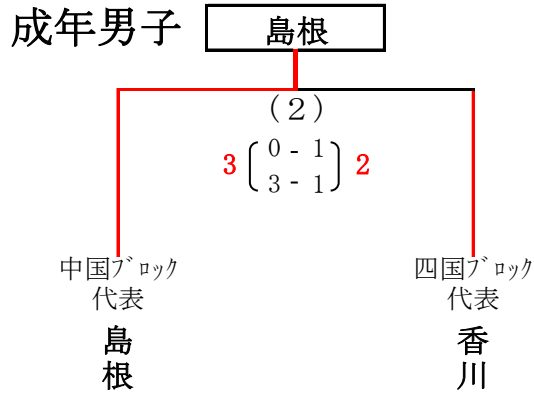 成年男子
島根
(2)
3 0 - 1 2
3 - 1
中国ﾌﾞﾛｯｸ
代表
島根
四国ﾌﾞﾛｯｸ
代表
香川